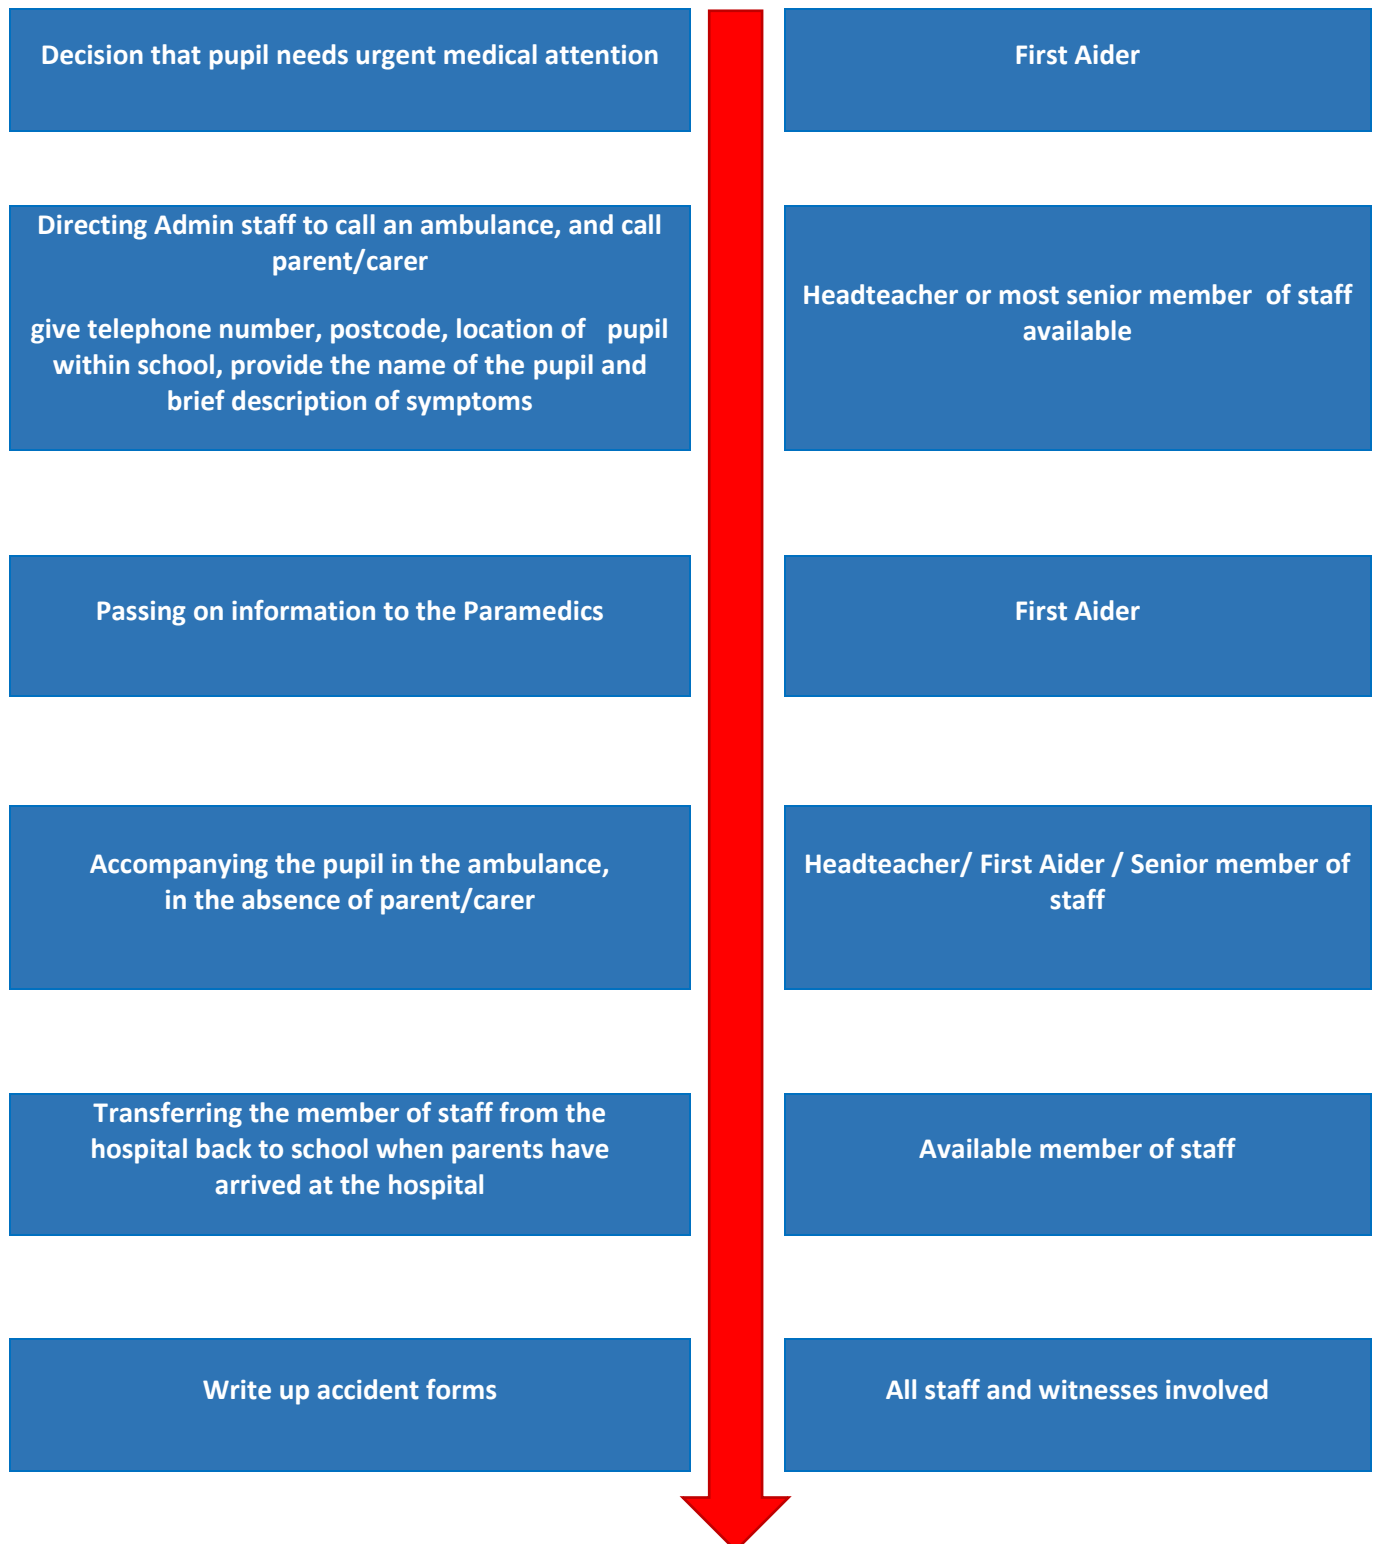 Decision that pupil needs urgent medical attention
First Aider
Directing Admin staff to call an ambulance, and call
parent/carer
give telephone number, postcode, location of pupil
within school, provide the name of the pupil and
brief description of symptoms
Headteacher or most senior member of staff
available
Passing on information to the Paramedics
First Aider
Accompanying the pupil in the ambulance,
in the absence of parent/carer
Headteacher/ First Aider / Senior member of
staff
Transferring the member of staff from the
hospital back to school when parents have
arrived at the hospital
Available member of staff
Write up accident forms
All staff and witnesses involved